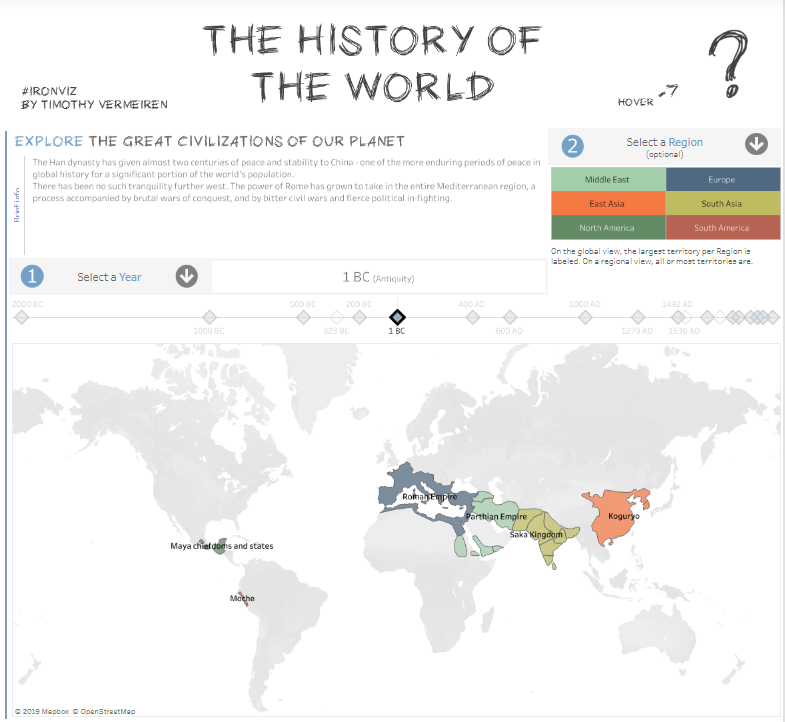 THE HISTORY OF
THE WORLD
#IRONVIZ
BY TIMOTHY VERMEIREN
HOVER
?
EXPLORE THE GREAT CIVILIZATIONS OF OUR PLANET
Brief info
The Han dynasty has given almost two centuries of peace and stability to China - one of the more enduring periods of peace in
global history for a significant portion of the world's population.
There has been no such tranquility further west. The power of Rome has grown to take in the entire Mediterranean region, a
process accompanied by brutal wars of conquest, and by bitter civil wars and fierce political in-fighting.
2 Select a Region
(optional)
Middle East Europe
East Asia South Asia
North America South America
On the global view, the largest territory per Region is
labeled. On a regional view, all or most territories are.
1 Select a Year
1 BC (Antiquity)
2000 BC 500 BC 200 BC 400 AD 1000 AD 1492 AD
1000 BC 323 BC 1 BC 600 AD 1279 AD 1530 AD
Roman Empire
Parthian Empire
Koguryo
Saka Kingdom
Maya chiefdoms and states
Moche
© 2019 Mapbox © OpenStreetMap